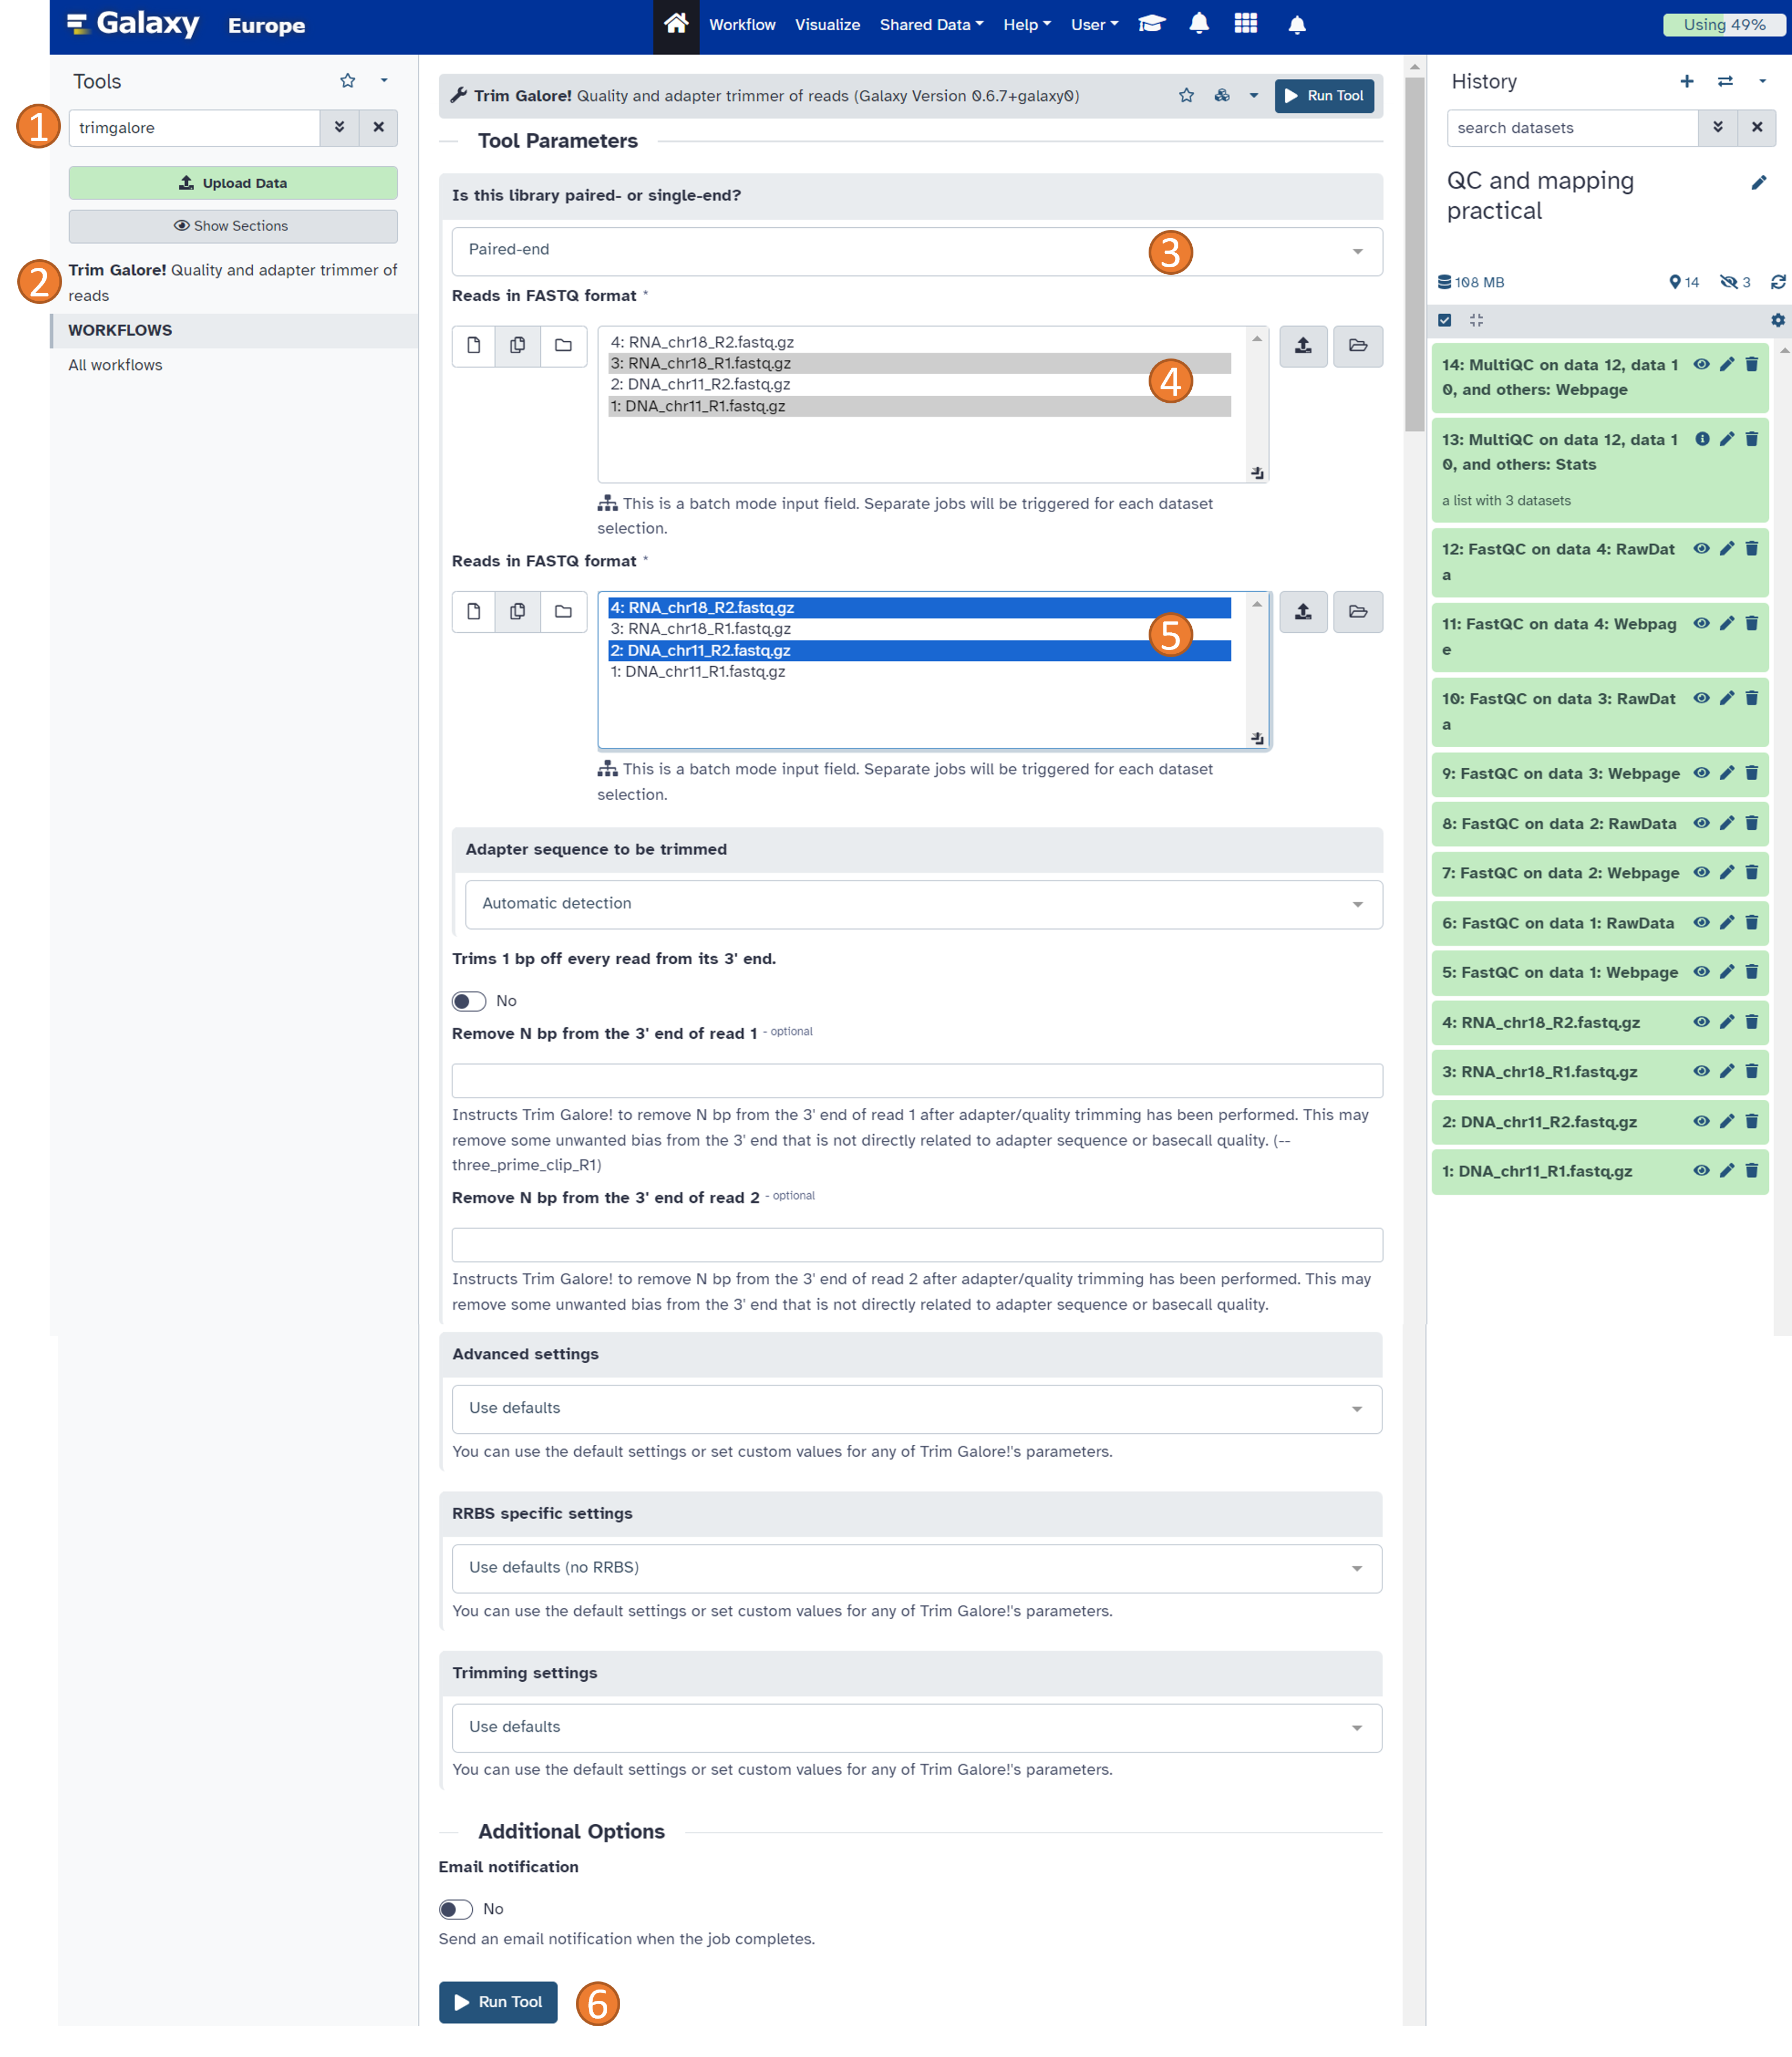 Galaxy Europe
Workflow Visualize Shared Data Help User
Using 49%
Tools
1
trimgalore
Upload Data
Show Sections
2
Trim Galore! Quality and adapter trimmer of
reads
WORKFLOWS
All workflows
Trim Galore! Quality and adapter trimmer of reads (Galaxy Version 0.6.7+galaxy0)
Run Tool
Tool Parameters
Is this library paired- or single-end?
Paired-end
3
Reads in FASTQ format *
4: RNA_chr18_R2.fastq.gz
3: RNA_chr18_R1.fastq.gz
2: DNA_chr11_R2.fastq.gz
1: DNA_chr11_R1.fastq.gz
4
This is a batch mode input field. Separate jobs will be triggered for each dataset
selection.
Reads in FASTQ format *
4: RNA_chr18_R2.fastq.gz
3: RNA_chr18_R1.fastq.gz
2: DNA_chr11_R2.fastq.gz
1: DNA_chr11_R1.fastq.gz
5
This is a batch mode input field. Separate jobs will be triggered for each dataset
selection.
Adapter sequence to be trimmed
Automatic detection
Trims 1 bp off every read from its 3' end.
No
Remove N bp from the 3' end of read 1 - optional
Instructs Trim Galore! to remove N bp from the 3' end of read 1 after adapter/quality trimming has been performed. This may
remove some unwanted bias from the 3' end that is not directly related to adapter sequence or basecall quality. (--
three_prime_clip_R1)
Remove N bp from the 3' end of read 2 - optional
Instructs Trim Galore! to remove N bp from the 3' end of read 2 after adapter/quality trimming has been performed. This may
remove some unwanted bias from the 3' end that is not directly related to adapter sequence or basecall quality.
Advanced settings
Use defaults
You can use the default settings or set custom values for any of Trim Galore!'s parameters.
RRBS specific settings
Use defaults (no RRBS)
You can use the default settings or set custom values for any of Trim Galore!'s parameters.
Trimming settings
Use defaults
You can use the default settings or set custom values for any of Trim Galore!'s parameters.
Additional Options
Email notification
No
Send an email notification when the job completes.
Run Tool
6
History
search datasets
QC and mapping
practical
108 MB
14
3
14: MultiQC on data 12, data 1
0, and others: Webpage
13: MultiQC on data 12, data 1
0, and others: Stats
a list with 3 datasets
12: FastQC on data 4: RawDat
a
11: FastQC on data 4: Webpag
e
10: FastQC on data 3: RawDat
a
9: FastQC on data 3: Webpage
8: FastQC on data 2: RawData
7: FastQC on data 2: Webpage
6: FastQC on data 1: RawData
5: FastQC on data 1: Webpage
4: RNA_chr18_R2.fastq.gz
3: RNA_chr18_R1.fastq.gz
2: DNA_chr11_R2.fastq.gz
1: DNA_chr11_R1.fastq.gz